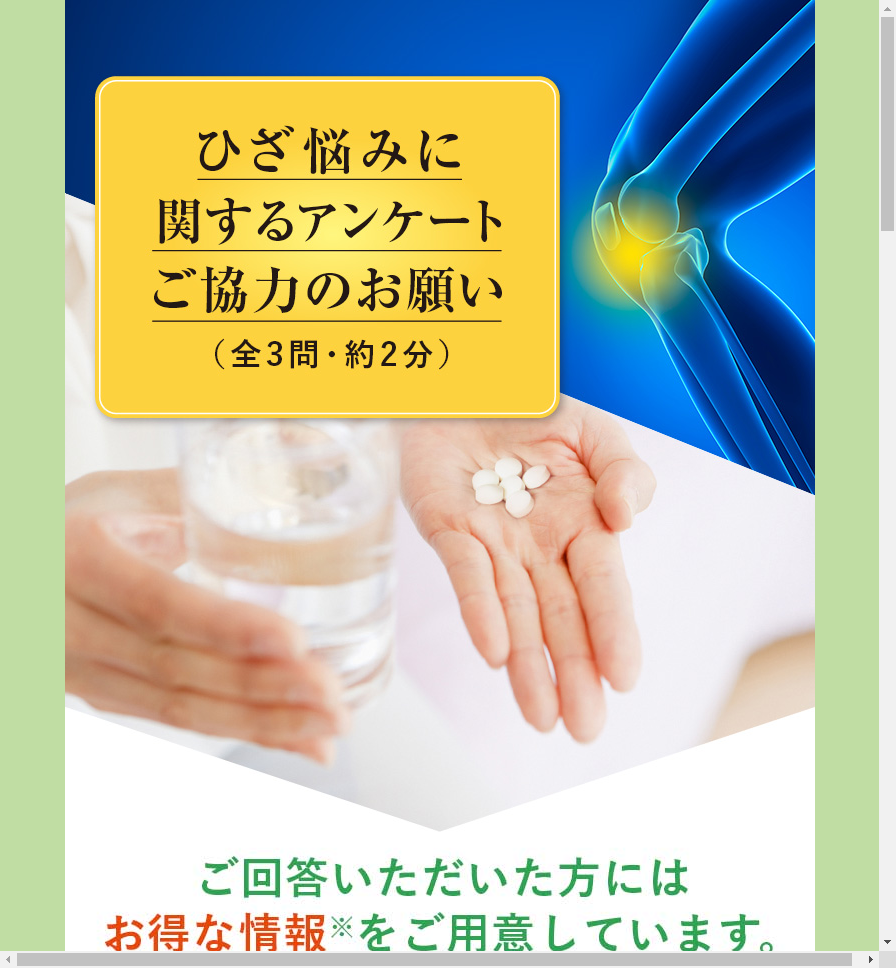 ひざ悩みに
関するアンケート
ご協力のお願い
（全3問・約2分）
ご回答いただいた方には
お得な情報※をご用意しています。